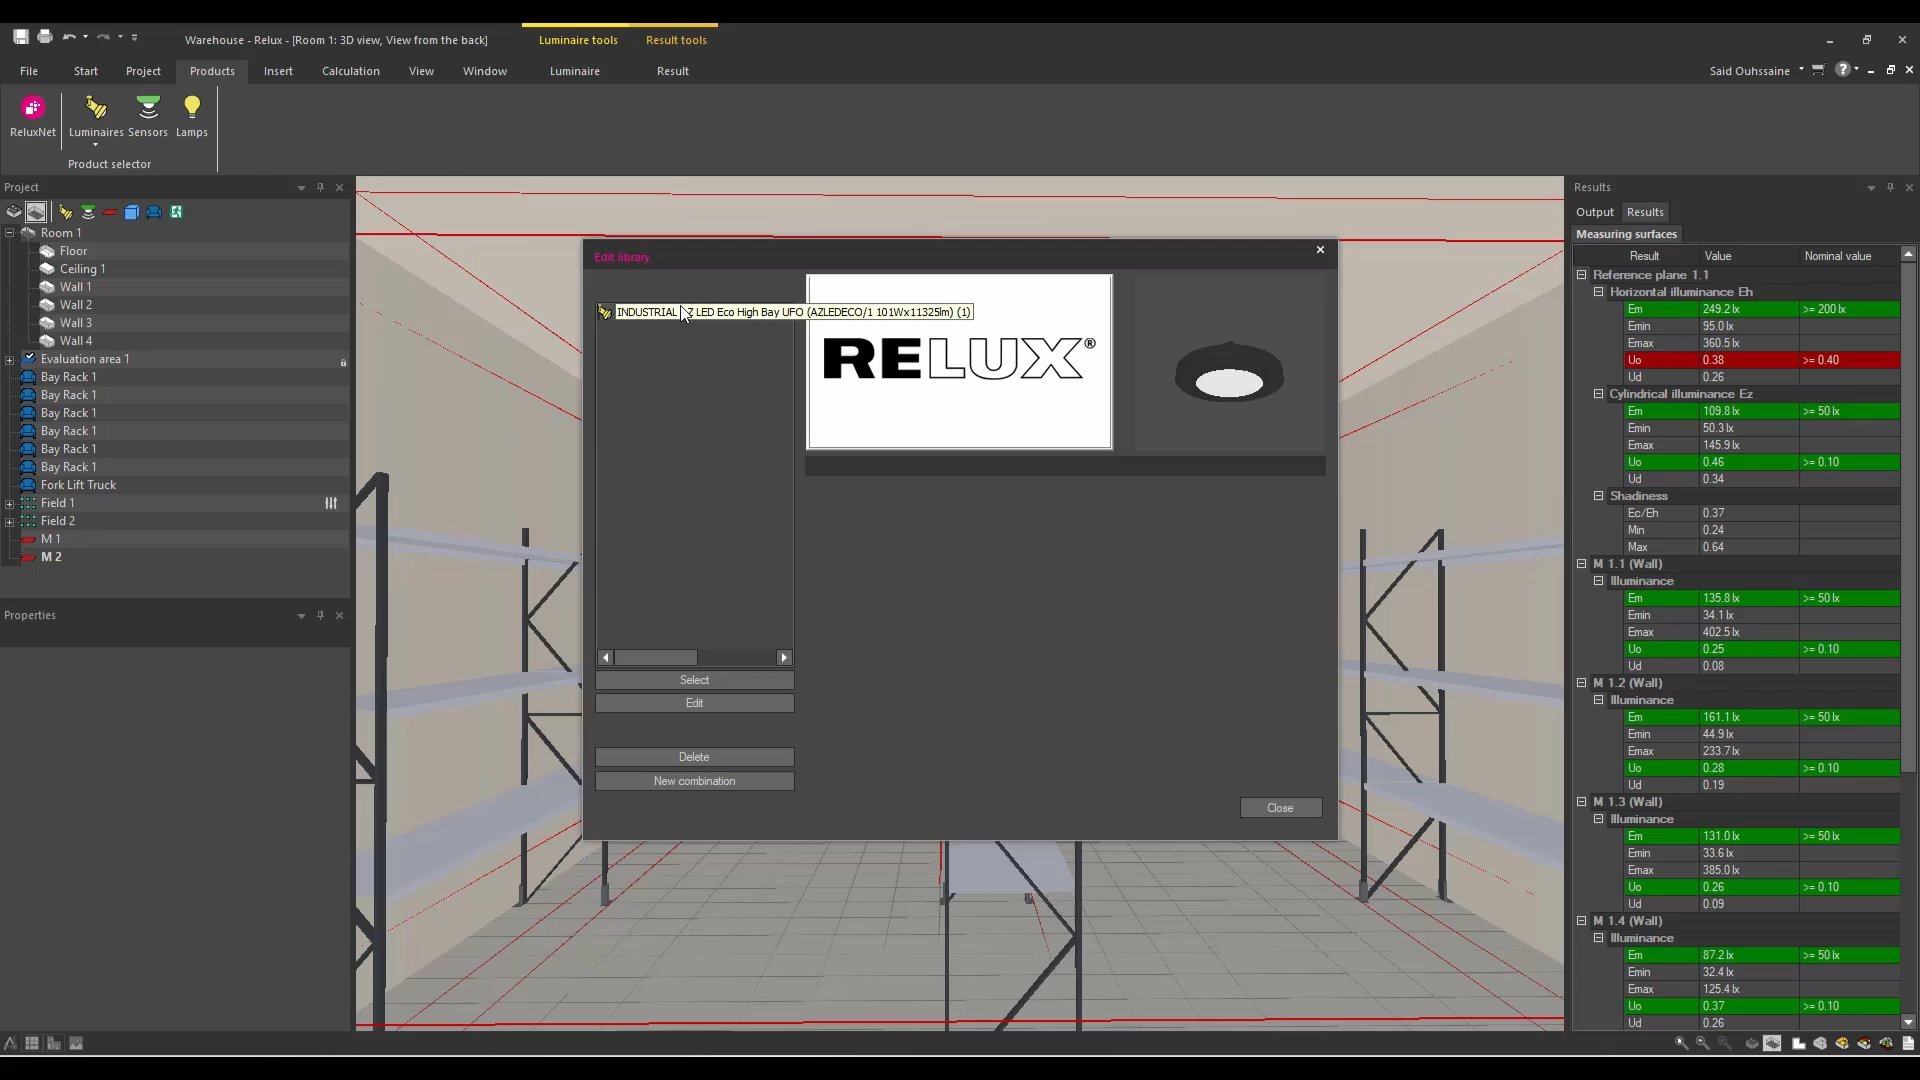 Warehouse - Relux - [Room 1: 3D view, View from the back]
Luminaire tools
Result tools
File
Start
Project
Products
Insert
Calculation
View
Window
Luminaire
Result
Said Ouhssaine
ReluxNet
Luminaires
Sensors
Lamps
Product selector
Project
Room 1
Floor
Ceiling 1
Wall 1
Wall 2
Wall 3
Wall 4
Evaluation area 1
Bay Rack 1
Bay Rack 1
Bay Rack 1
Bay Rack 1
Bay Rack 1
Bay Rack 1
Fork Lift Truck
Field 1
Field 2
M 1
M 2
Properties
Edit library
INDUSTRIAL Z LED Eco High Bay UFO (AZLEDECO/1 101Wx11325lm) (1)
RELUX®
Select
Edit
Delete
New combination
Close
Results
Output
Results
Measuring surfaces
Result Value Nominal value
Reference plane 1.1
Horizontal illuminance Eh
Em 249.2 lx >= 200 lx
Emin 95.0 lx
Emax 360.5 lx
Uo 0.38 >= 0.40
Ud 0.26
Cylindrical illuminance Ez
Em 109.8 lx >= 50 lx
Emin 50.3 lx
Emax 145.9 lx
Uo 0.46 >= 0.10
Ud 0.34
Shadiness
Ec/Eh 0.37
Min 0.24
Max 0.64
M 1.1 (Wall)
Illuminance
Em 135.8 lx >= 50 lx
Emin 34.1 lx
Emax 402.5 lx
Uo 0.25 >= 0.10
Ud 0.08
M 1.2 (Wall)
Illuminance
Em 161.1 lx >= 50 lx
Emin 44.9 lx
Emax 233.7 lx
Uo 0.28 >= 0.10
Ud 0.19
M 1.3 (Wall)
Illuminance
Em 131.0 lx >= 50 lx
Emin 33.6 lx
Emax 385.0 lx
Uo 0.26 >= 0.10
Ud 0.09
M 1.4 (Wall)
Illuminance
Em 87.2 lx >= 50 lx
Emin 32.4 lx
Emax 125.4 lx
Uo 0.37 >= 0.10
Ud 0.26